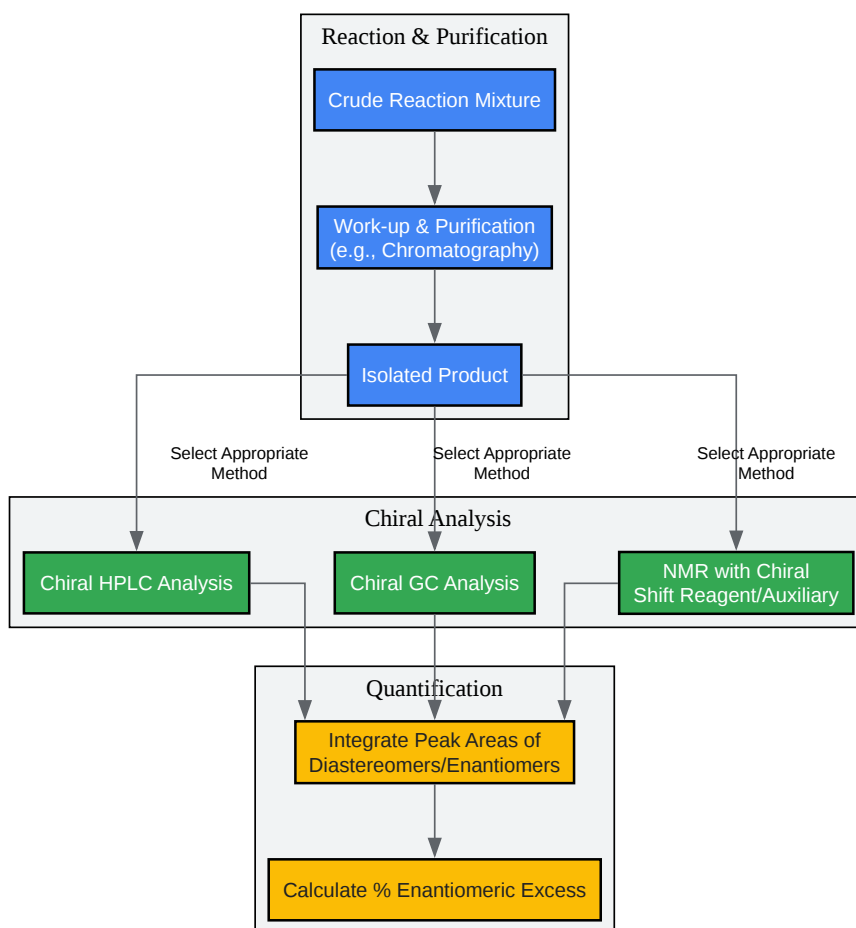 Reaction & Purification
Crude Reaction Mixture
Work-up & Purification
(e.g., Chromatography)
Isolated Product
Select Appropriate
Method
Select Appropriate
Method
Select Appropriate
Method
Chiral Analysis
Chiral HPLC Analysis
Chiral GC Analysis
NMR with Chiral
Shift Reagent/Auxiliary
Quantification
Integrate Peak Areas of
Diastereomers/Enantiomers
Calculate % Enantiomeric Excess